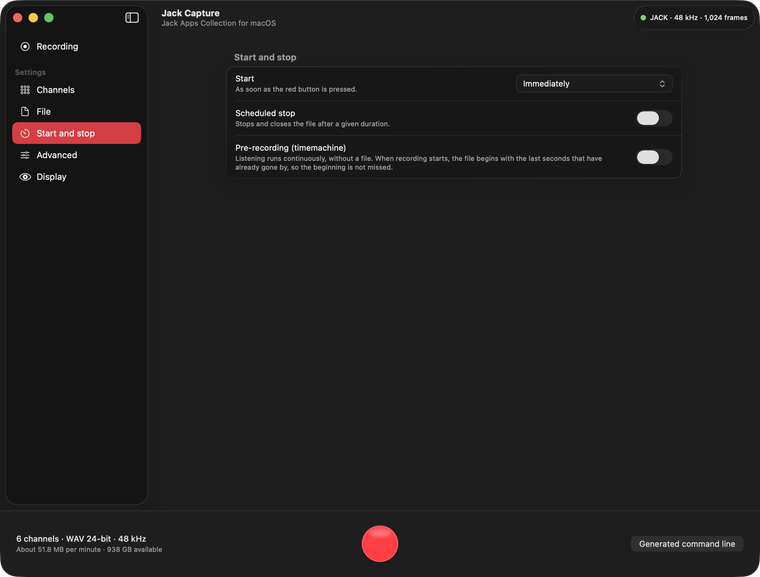 Jack Capture
Jack Apps Collection for macOS
JACK · 48 kHz · 1,024 frames
Recording
Settings
Channels
File
Start and stop
Advanced
Display
Start and stop
Start
As soon as the red button is pressed.
Immediately
Scheduled stop
Stops and closes the file after a given duration.
Pre-recording (timemachine)
Listening runs continuously, without a file. When recording starts, the file begins with the last seconds that have
already gone by, so the beginning is not missed.
6 channels · WAV 24-bit · 48 kHz
About 51.8 MB per minute · 938 GB available
Generated command line